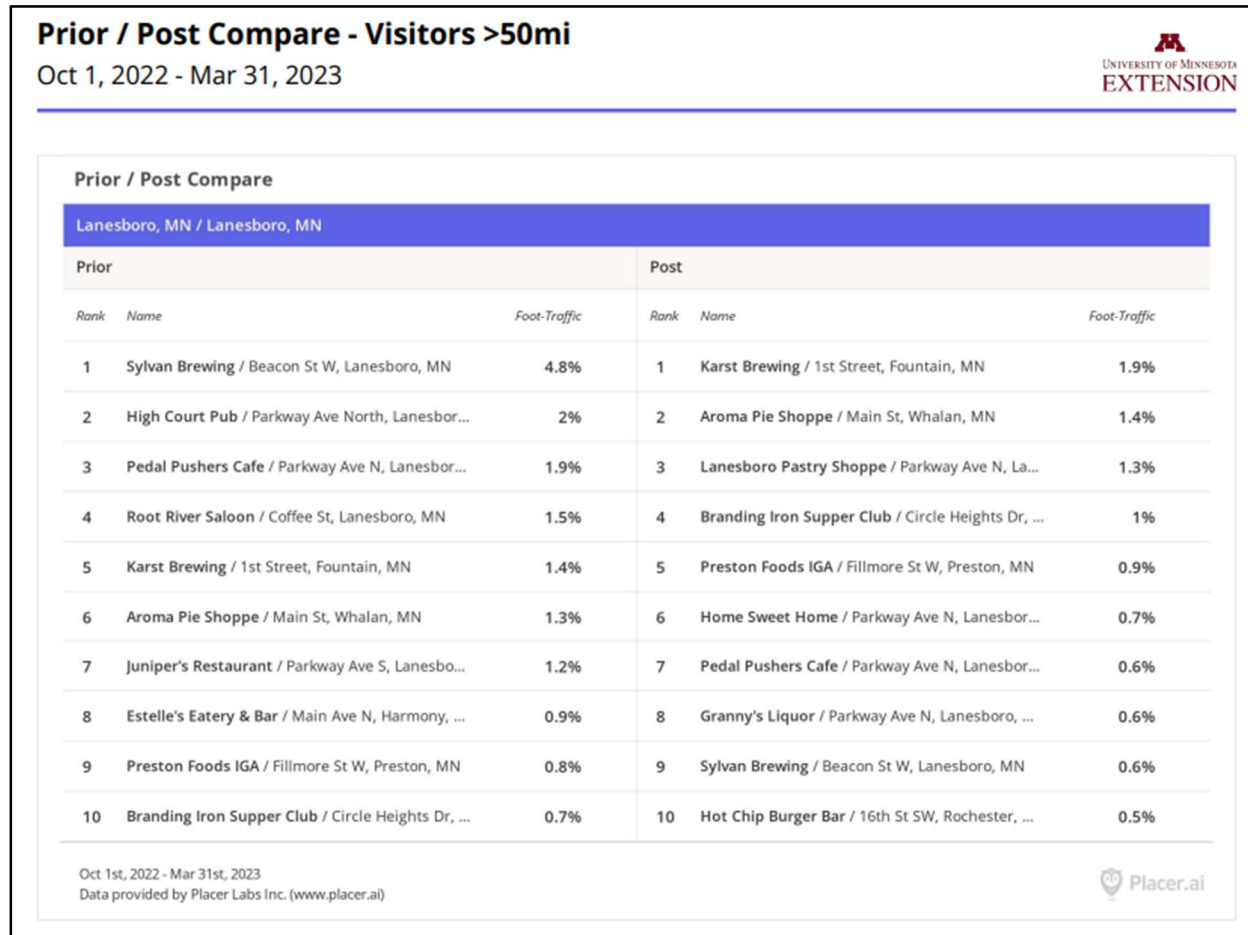 Prior / Post Compare - Visitors >50mi
Oct 1, 2022 - Mar 31, 2023
UNIVERSITY OF MINNESOTA
EXTENSION
Prior / Post Compare
Lanesboro, MN / Lanesboro, MN
Prior Post
Rank Name Foot-Traffic Rank Name Foot-Traffic
1 Sylvan Brewing / Beacon St W, Lanesboro, MN 4.8% 1 Karst Brewing / 1st Street, Fountain, MN 1.9%
2 High Court Pub / Parkway Ave North, Lanesbor... 2% 2 Aroma Pie Shoppe / Main St, Whalan, MN 1.4%
3 Pedal Pushers Cafe / Parkway Ave N, Lanesbor... 1.9% 3 Lanesboro Pastry Shoppe / Parkway Ave N, La... 1.3%
4 Root River Saloon / Coffee St, Lanesboro, MN 1.5% 4 Branding Iron Supper Club / Circle Heights Dr, ... 1%
5 Karst Brewing / 1st Street, Fountain, MN 1.4% 5 Preston Foods IGA / Fillmore St W, Preston, MN 0.9%
6 Aroma Pie Shoppe / Main St, Whalan, MN 1.3% 6 Home Sweet Home / Parkway Ave N, Lanesbor... 0.7%
7 Juniper's Restaurant / Parkway Ave S, Lanesbo... 1.2% 7 Pedal Pushers Cafe / Parkway Ave N, Lanesbor... 0.6%
8 Estelle's Eatery & Bar / Main Ave N, Harmony, ... 0.9% 8 Granny's Liquor / Parkway Ave N, Lanesboro, ... 0.6%
9 Preston Foods IGA / Fillmore St W, Preston, MN 0.8% 9 Sylvan Brewing / Beacon St W, Lanesboro, MN 0.6%
10 Branding Iron Supper Club / Circle Heights Dr, ... 0.7% 10 Hot Chip Burger Bar / 16th St SW, Rochester, ... 0.5%
Oct 1st, 2022 - Mar 31st, 2023
Data provided by Placer Labs Inc. (www.placer.ai)
Placer.ai